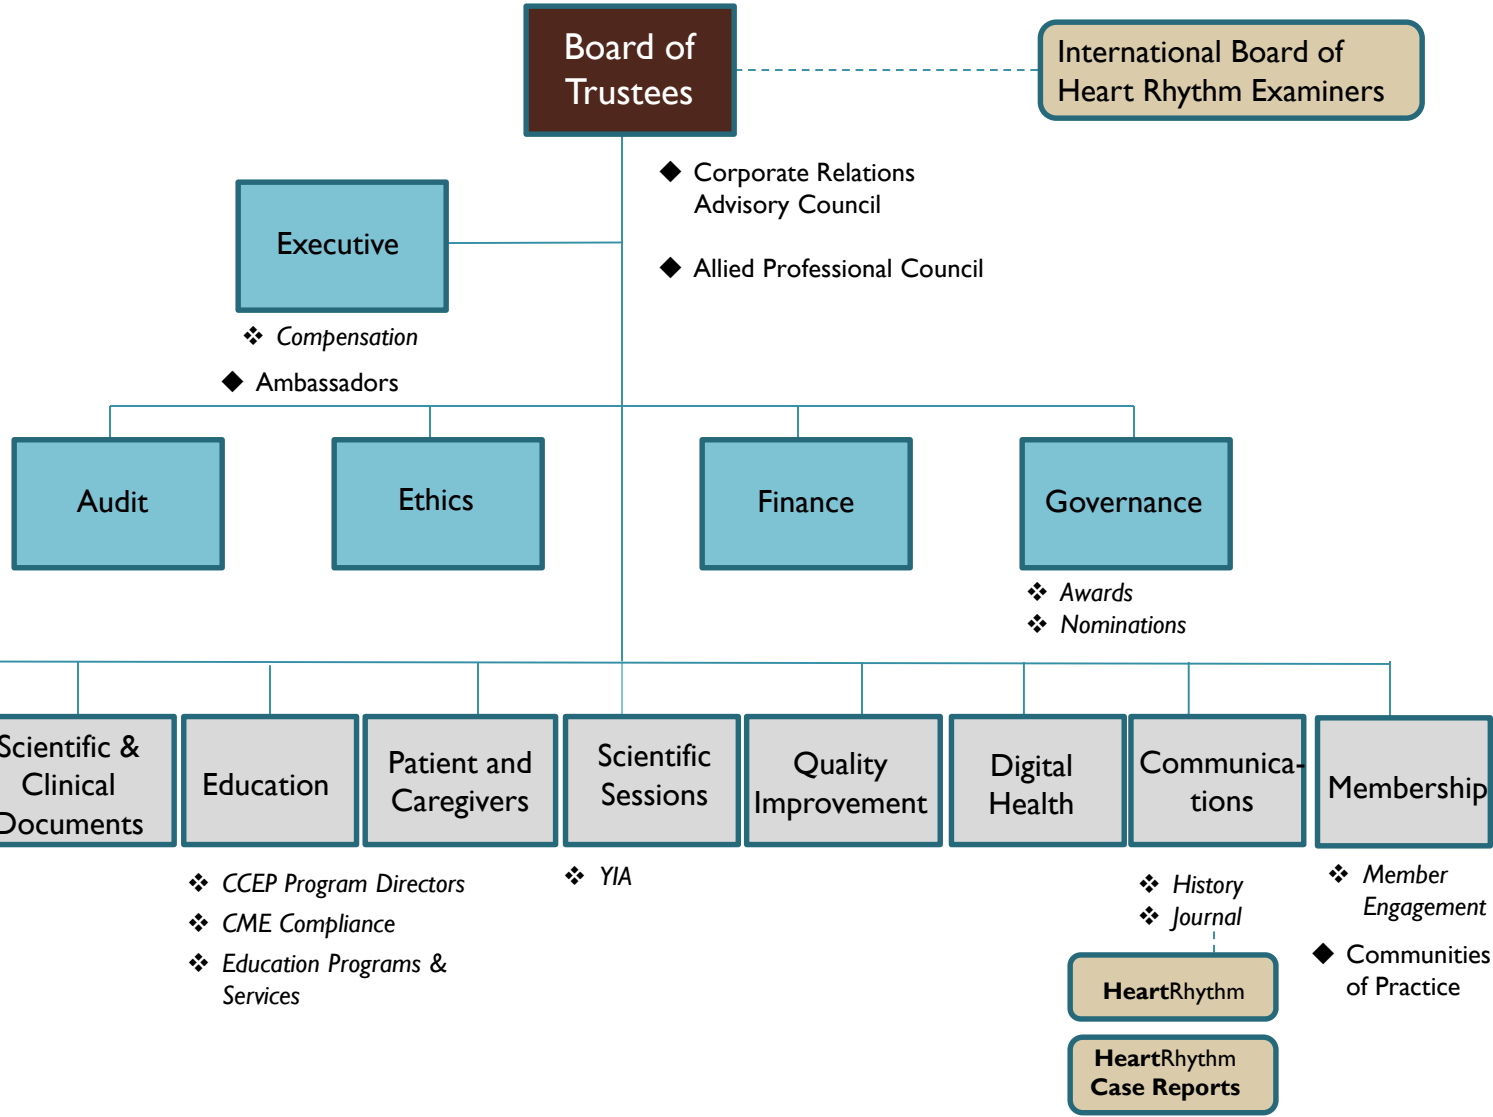 Board of
Trustees
International Board of
Heart Rhythm Examiners
Corporate Relations
Advisory Council
Allied Professional Council
Executive
Compensation
Ambassadors
Audit
Ethics
Finance
Governance
Awards
Nominations
Scientific &
Clinical
Documents
Education
Patient and
Caregivers
Scientific
Sessions
Quality
Improvement
Digital
Health
Communica-
tions
Membership
CCEP Program Directors
CME Compliance
Education Programs &
Services
YIA
History
Journal
Member
Engagement
Communities
of Practice
HeartRhythm
HeartRhythm
Case Reports